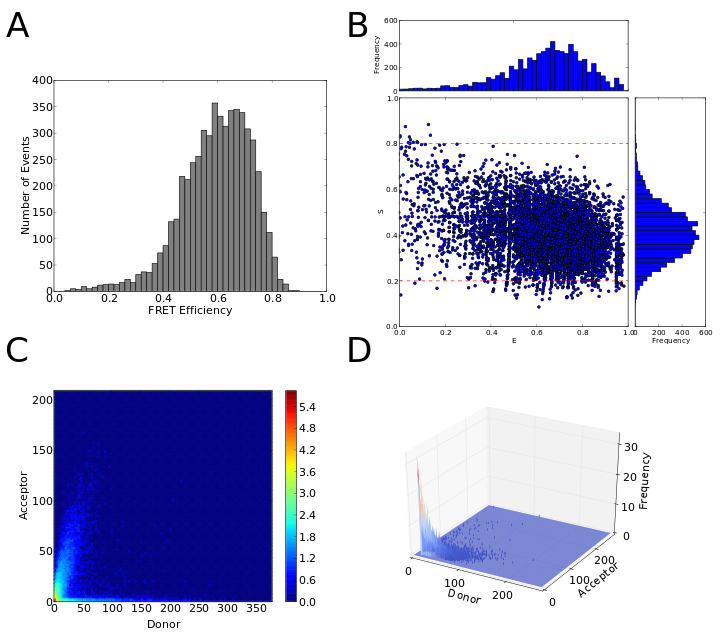 A
400
350
300
250
200
150
100
50
0
Number of Events
0.0 0.2 0.4 0.6 0.8 1.0
FRET Efficiency
B
600
400
200
0
Frequency
1.0
0.8
0.6
0.4
0.2
0.0
S
0.0 0.2 0.4 0.6 0.8 1.0
E
0 200 400 600
Frequency
C
200
150
100
50
0
Acceptor
0 50 100 150 200 250 300 350
Donor
5.4
4.8
4.2
3.6
3.0
2.4
1.8
1.2
0.6
0.0
D
30
20
10
0
Frequency
0 100 200
Donor
0 100 200
Acceptor